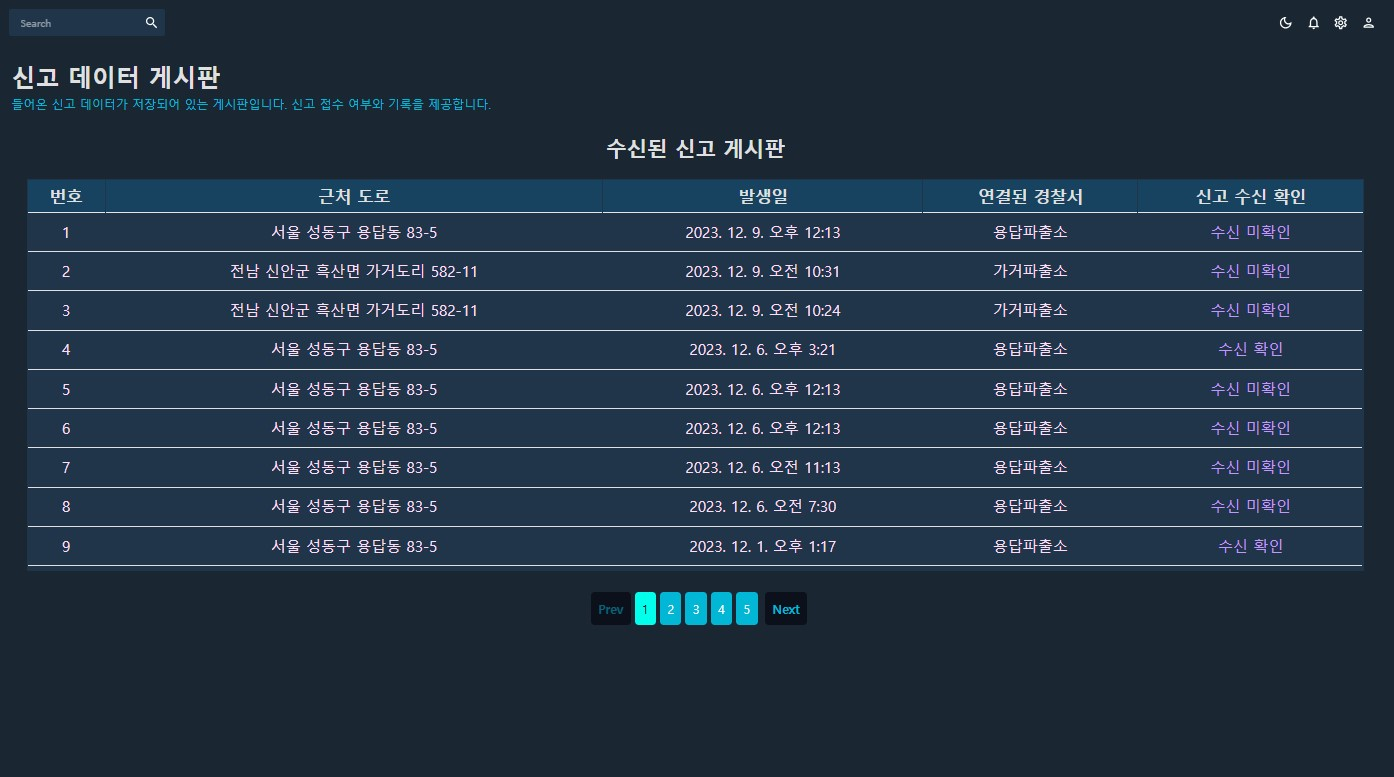 Search
신고 데이터 게시판
들어온 신고 데이터가 저장되어 있는 게시판입니다. 신고 접수 여부와 기록을 제공합니다.
수신된 신고 게시판
번호 근처 도로 발생일 연결된 경찰서 신고 수신 확인
1 서울 성동구 용답동 83-5 2023. 12. 9. 오후 12:13 용답파출소 수신 미확인
2 전남 신안군 흑산면 가거도리 582-11 2023. 12. 9. 오전 10:31 가거파출소 수신 미확인
3 전남 신안군 흑산면 가거도리 582-11 2023. 12. 9. 오전 10:24 가거파출소 수신 미확인
4 서울 성동구 용답동 83-5 2023. 12. 6. 오후 3:21 용답파출소 수신 확인
5 서울 성동구 용답동 83-5 2023. 12. 6. 오후 12:13 용답파출소 수신 미확인
6 서울 성동구 용답동 83-5 2023. 12. 6. 오후 12:13 용답파출소 수신 미확인
7 서울 성동구 용답동 83-5 2023. 12. 6. 오전 11:13 용답파출소 수신 미확인
8 서울 성동구 용답동 83-5 2023. 12. 6. 오전 7:30 용답파출소 수신 미확인
9 서울 성동구 용답동 83-5 2023. 12. 1. 오후 1:17 용답파출소 수신 확인
Prev 1 2 3 4 5 Next